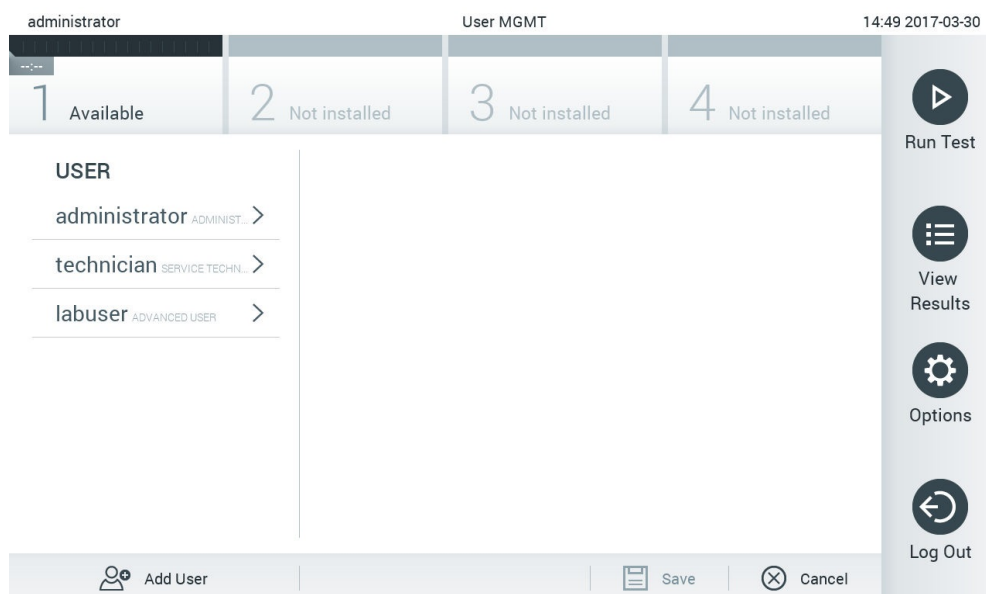 administrator User MGMT 14:49 2017-03-30
--:--
1 Available 2 Not installed 3 Not installed 4 Not installed
Run Test
USER
administrator ADMINIST...
technician SERVICE TECHN...
labuser ADVANCED USER
View
Results
Options
Log Out
Add User Save Cancel